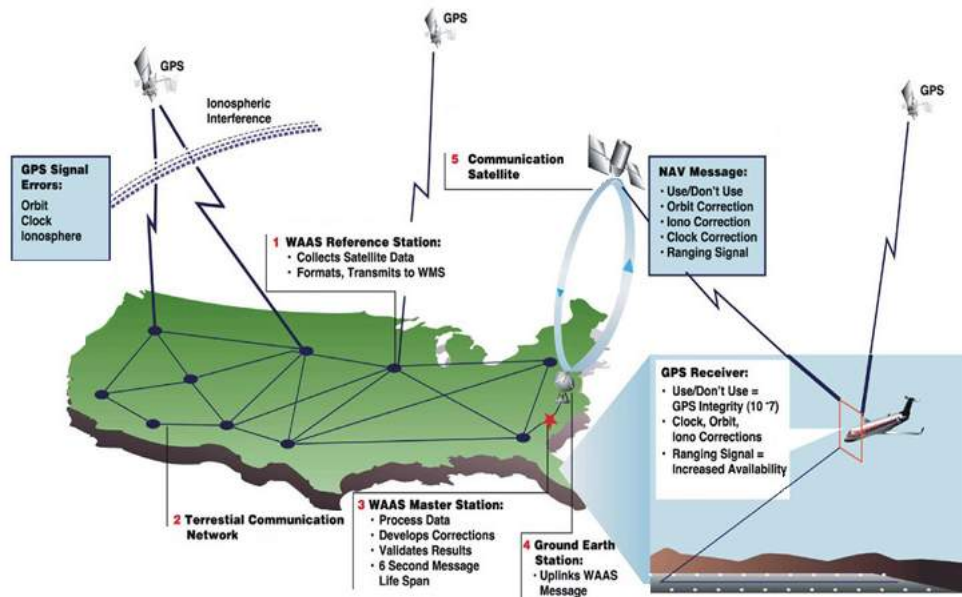 GPS
GPS
GPS
Ionospheric
Interference
GPS Signal
Errors:
Orbit
Clock
Ionosphere
5 Communication
Satellite
NAV Message:
• Use/Don't Use
• Orbit Correction
• Iono Correction
• Clock Correction
• Ranging Signal
1 WAAS Reference Station:
• Collects Satellite Data
• Formats, Transmits to WMS
GPS Receiver:
• Use/Don't Use =
GPS Integrity (10 -7)
• Clock, Orbit,
Iono Corrections
• Ranging Signal =
Increased Availability
2 Terrestial Communication
Network
3 WAAS Master Station:
• Process Data
• Develops Corrections
• Validates Results
• 6 Second Message
Life Span
4 Ground Earth
Station:
• Uplinks WAAS
Message